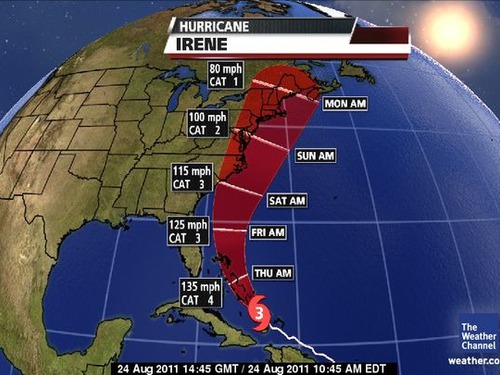 HURRICANE
IRENE
80 mph
CAT 1
MON AM
100 mph
CAT 2
SUN AM
115 mph
CAT 3
SAT AM
125 mph
CAT 3
FRI AM
THU AM
135 mph
CAT 4
3
The
Weather
Channel
weather.co
24 Aug 2011 14:45 GMT / 24 Aug 2011 10:45 AM EDT